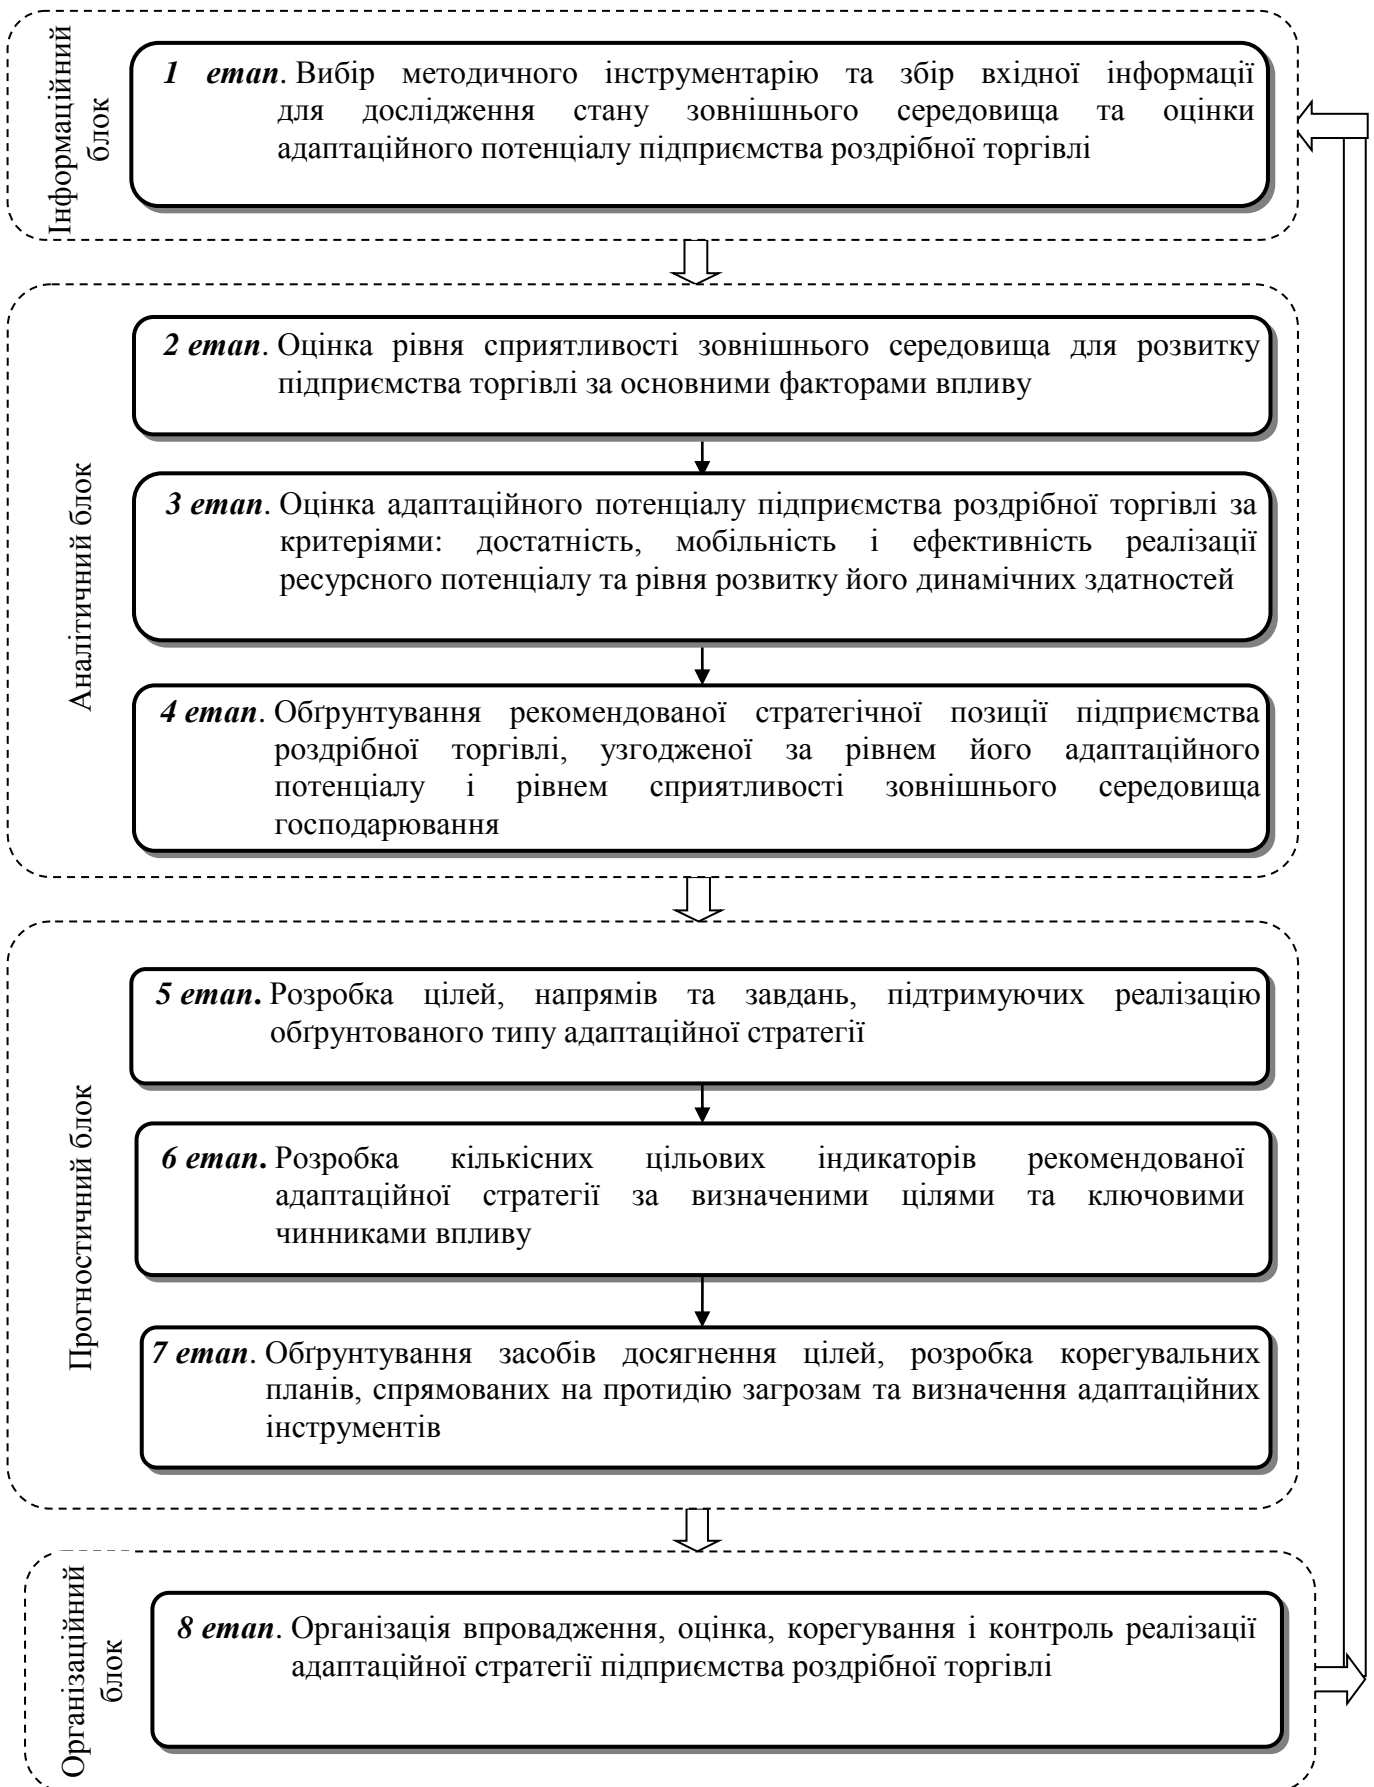 Інформаційний
блок
1 етап. Вибір методичного інструментарію та збір вхідної інформації
для дослідження стану зовнішнього середовища та оцінки
адаптаційного потенціалу підприємства роздрібної торгівлі
Аналітичний блок
2 етап. Оцінка рівня сприятливості зовнішнього середовища для розвитку
підприємства торгівлі за основними факторами впливу
3 етап. Оцінка адаптаційного потенціалу підприємства роздрібної торгівлі за
критеріями: достатність, мобільність і ефективність реалізації
ресурсного потенціалу та рівня розвитку його динамічних здатностей
4 етап. Обґрунтування рекомендованої стратегічної позиції підприємства
роздрібної торгівлі, узгодженої за рівнем його адаптаційного
потенціалу і рівнем сприятливості зовнішнього середовища
господарювання
Прогностичний блок
5 етап. Розробка цілей, напрямів та завдань, підтримуючих реалізацію
обґрунтованого типу адаптаційної стратегії
6 етап. Розробка кількісних цільових індикаторів рекомендованої
адаптаційної стратегії за визначеними цілями та ключовими
чинниками впливу
7 етап. Обґрунтування засобів досягнення цілей, розробка корегувальних
планів, спрямованих на протидію загрозам та визначення адаптаційних
інструментів
Організаційний
блок
8 етап. Організація впровадження, оцінка, корегування і контроль реалізації
адаптаційної стратегії підприємства роздрібної торгівлі